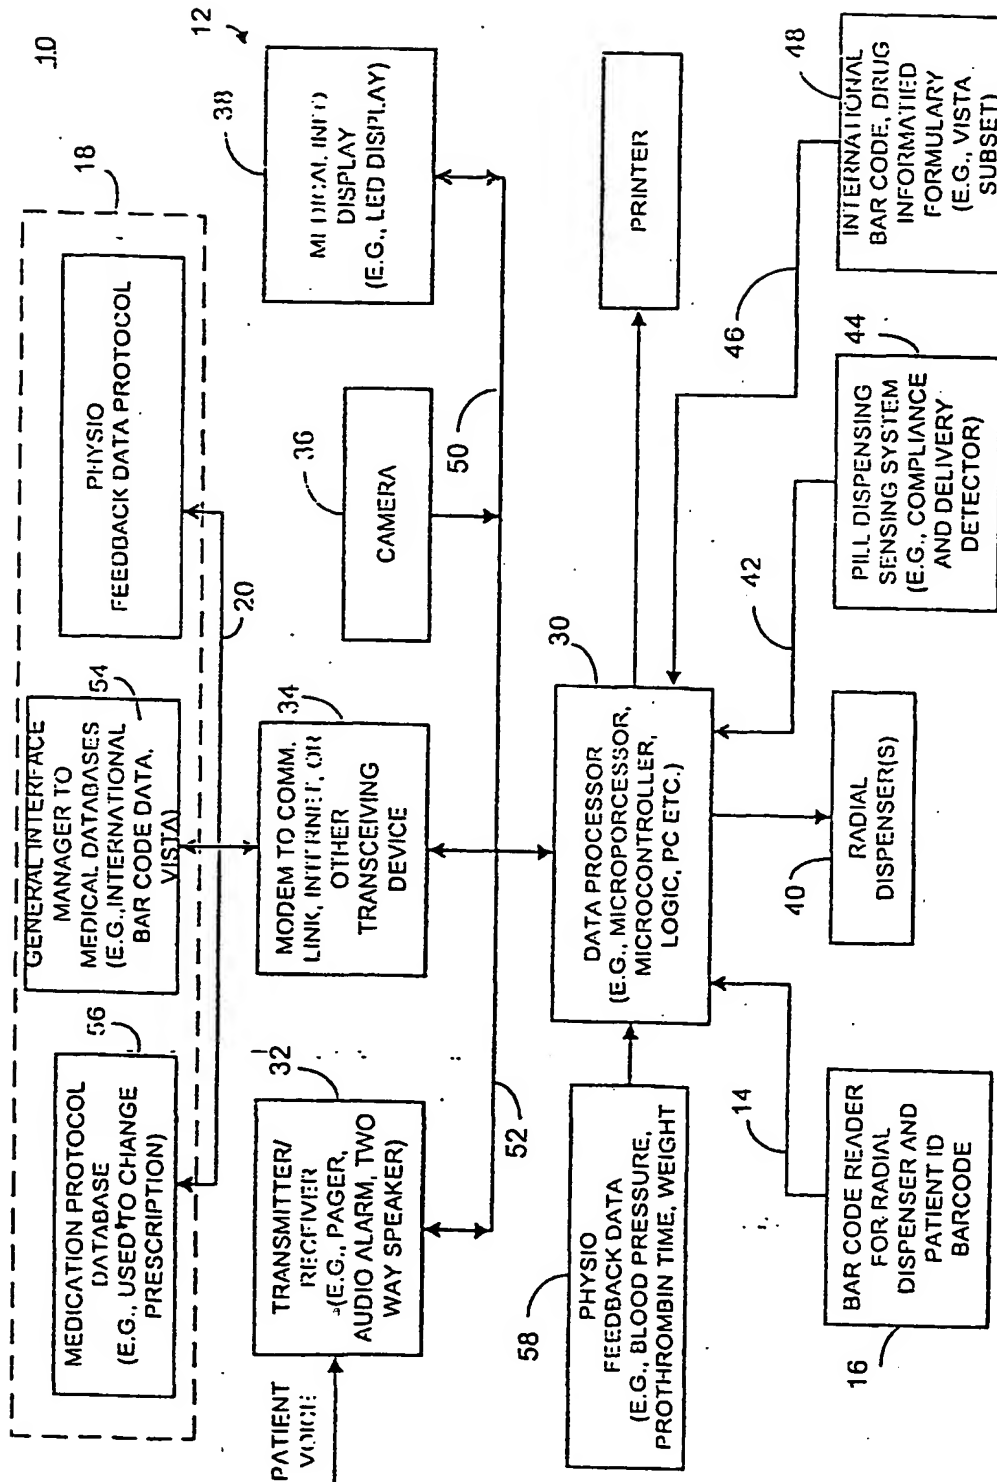 10
18
12
MEDICATION PROTOCOL
DATABASE
(E.G., USED TO CHANGE
PRESCRIPTION)
56
GENERAL INTERFACE
MANAGER TO
MEDICAL DATABASES
(E.G., INTERNATIONAL
BAR CODE DATA,
VISTA)
54
PHYSIO
FEEDBACK DATA PROTOCOL
20
PATIENT
VOICE
TRANSMITTER/
RECEIVER
(E.G., PAGER,
AUDIO ALARM, TWO
WAY SPEAKER)
32
MODEM TO COMM.
LINK, INTERNET, OR
OTHER
TRANSCEIVING
DEVICE
34
CAMERA
36
MEDICAL INFO
DISPLAY
(E.G., LED DISPLAY)
38
52
50
PHYSIO
FEEDBACK DATA
(E.G., BLOOD PRESSURE,
PROTHROMBIN TIME, WEIGHT
58
DATA PROCESSOR
(E.G., MICROPORCESSOR,
MICROCONTROLLER,
LOGIC, PC ETC.)
30
PRINTER
14
42
46
BAR CODE READER
FOR RADIAL
DISPENSER AND
PATIENT ID
BARCODE
16
RADIAL
DISPENSER(S)
40
PILL DISPENSING
SENSING SYSTEM
(E.G., COMPLIANCE
AND DELIVERY
DETECTOR)
44
INTERNATIONAL
BAR CODE, DRUG
INFORMATIED
FORMULARY
(E.G., VISTA
SUBSET)
48